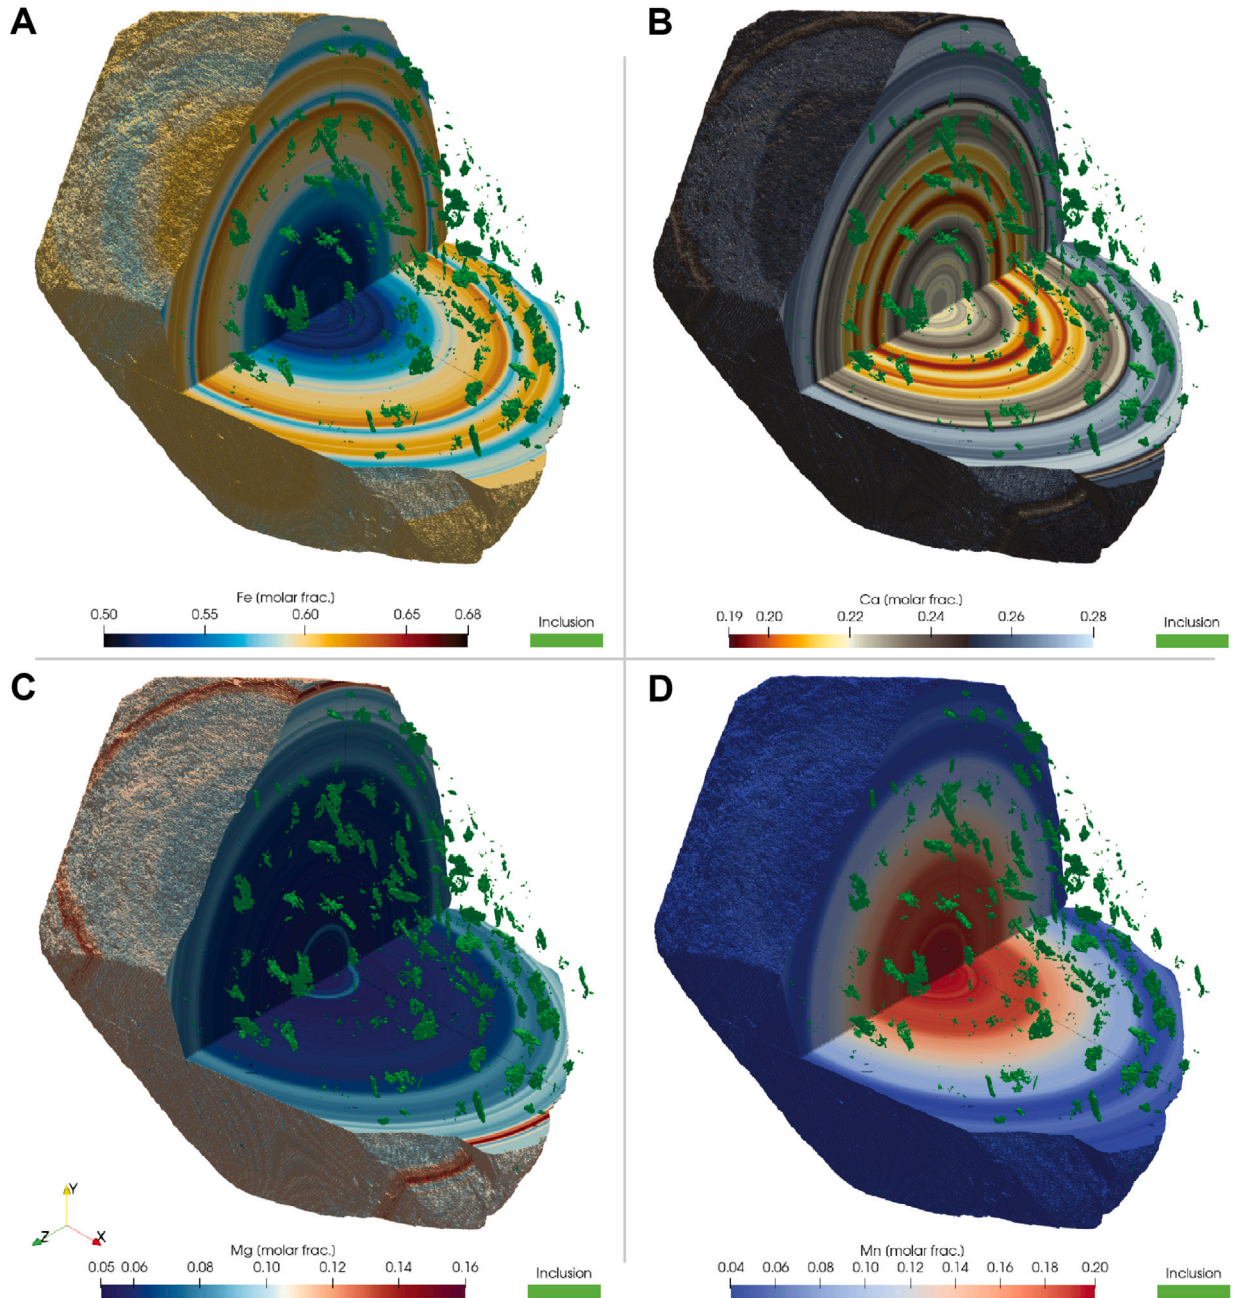 A
B
Fe (molar frac.)
0.50 0.55 0.60 0.65 0.68
Inclusion
Ca (molar frac.)
0.19 0.20 0.22 0.24 0.26 0.28
Inclusion
C
D
Y
Z
X
Mg (molar frac.)
0.05 0.06 0.08 0.10 0.12 0.14 0.16
Inclusion
Mn (molar frac.)
0.04 0.06 0.08 0.10 0.12 0.14 0.16 0.18 0.20
Inclusion